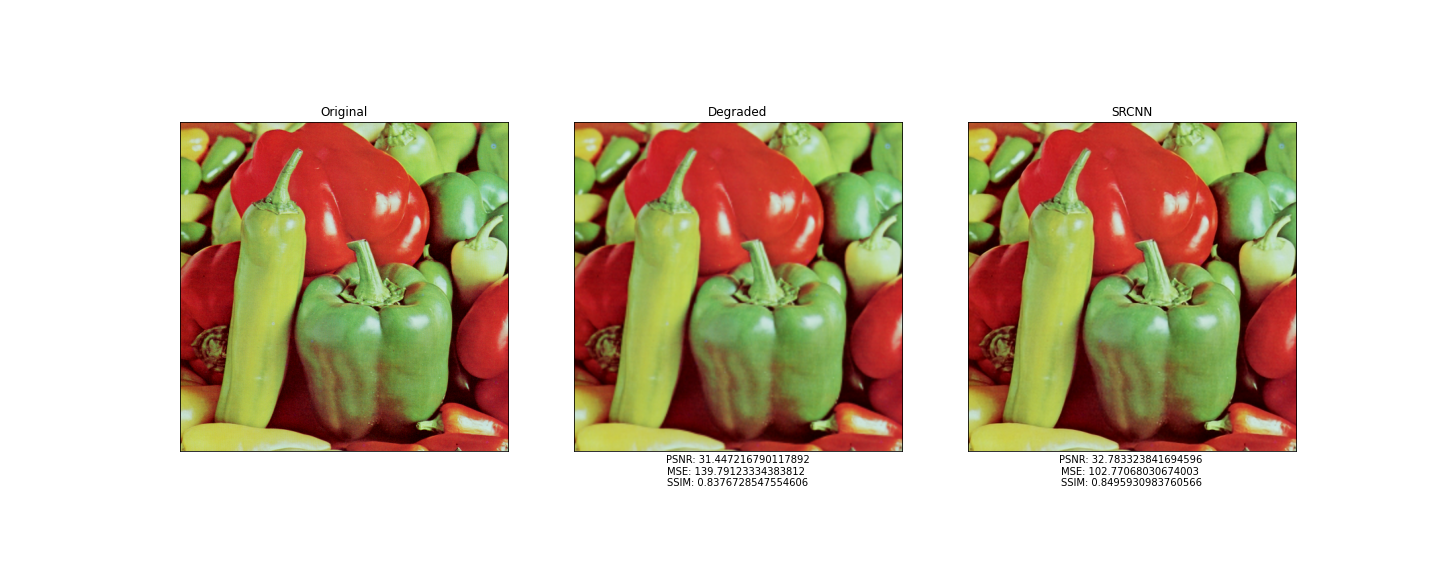 Original
Degraded
SRCNN
PSNR: 31.447216790117892
MSE: 139.79123334383812
SSIM: 0.8376728547554606
PSNR: 32.783323841694596
MSE: 102.77068030674003
SSIM: 0.8495930983760566